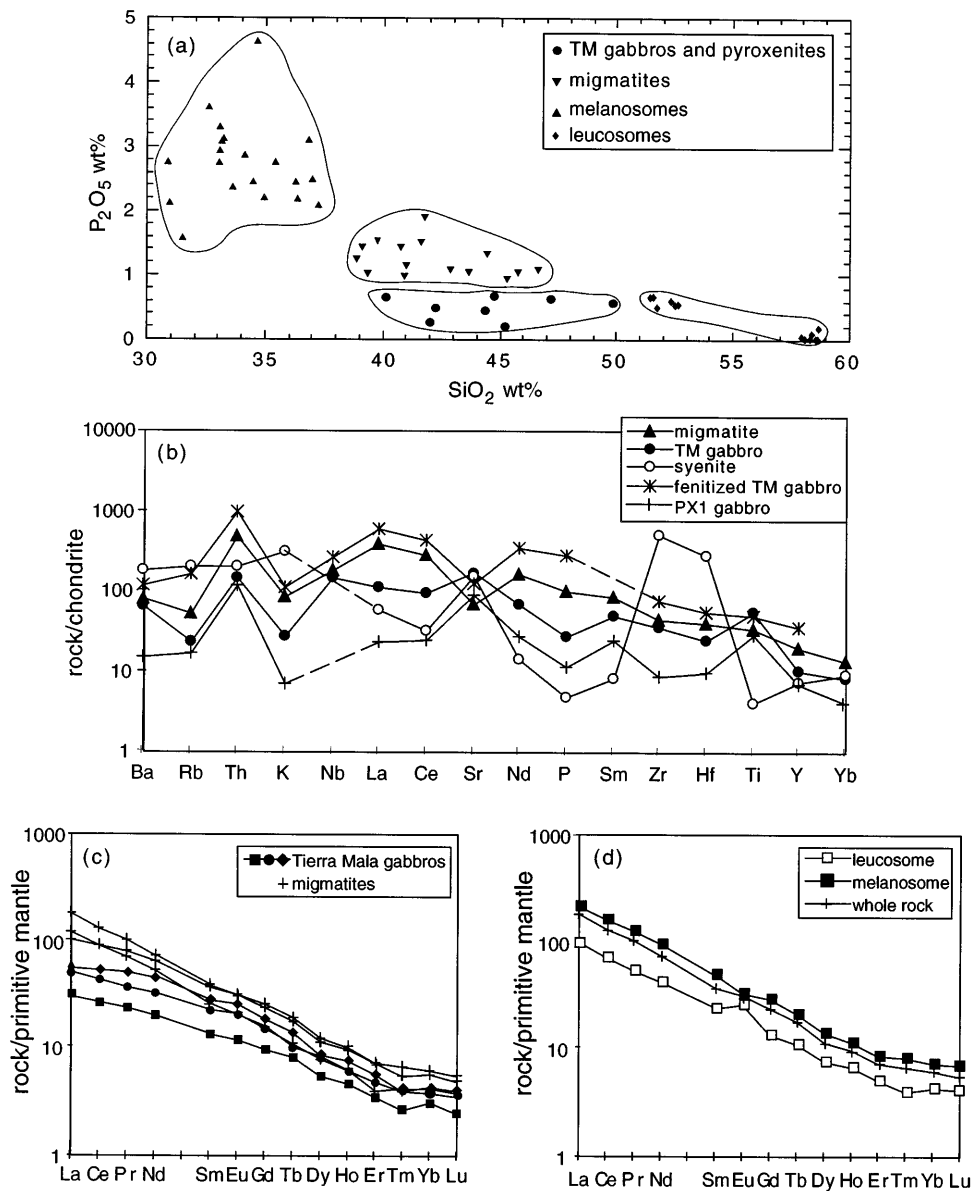 (a)
TM gabbros and pyroxenites
migmatites
melanosomes
leucosomes
P2O5 wt%
5
4
3
2
1
0
30 35 40 45 50 55 60
SiO2 wt%
(b)
migmatite
TM gabbro
syenite
fenitized TM gabbro
PX1 gabbro
rock/chondrite
10000
1000
100
10
1
Ba Rb Th K Nb La Ce Sr Nd P Sm Zr Hf Ti Y Yb
(c)
Tierra Mala gabbros
migmatites
rock/primitive mantle
1000
100
10
1
La Ce Pr Nd Sm Eu Gd Tb Dy Ho Er Tm Yb Lu
(d)
leucosome
melanosome
whole rock
rock/primitive mantle
1000
100
10
1
La Ce Pr Nd Sm Eu Gd Tb Dy Ho Er Tm Yb Lu